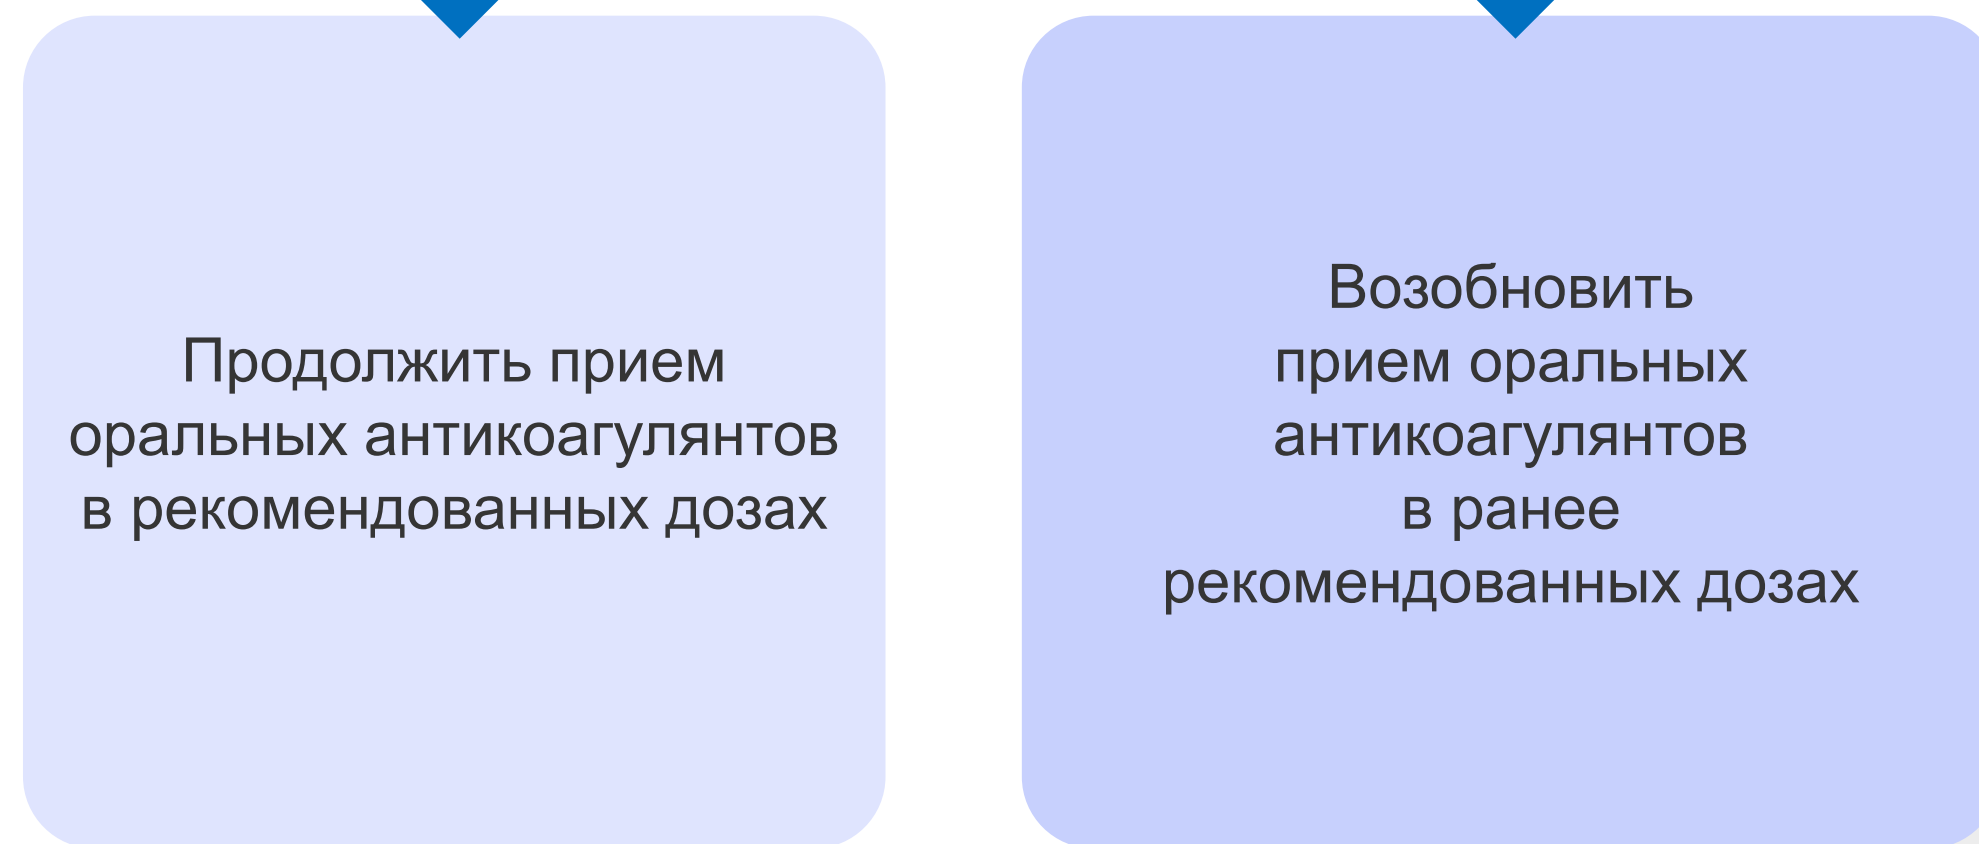 Продолжить прием
оральных антикоагулянтов
в рекомендованных дозах
Возобновить
прием оральных
антикоагулянтов
в ранее
рекомендованных дозах